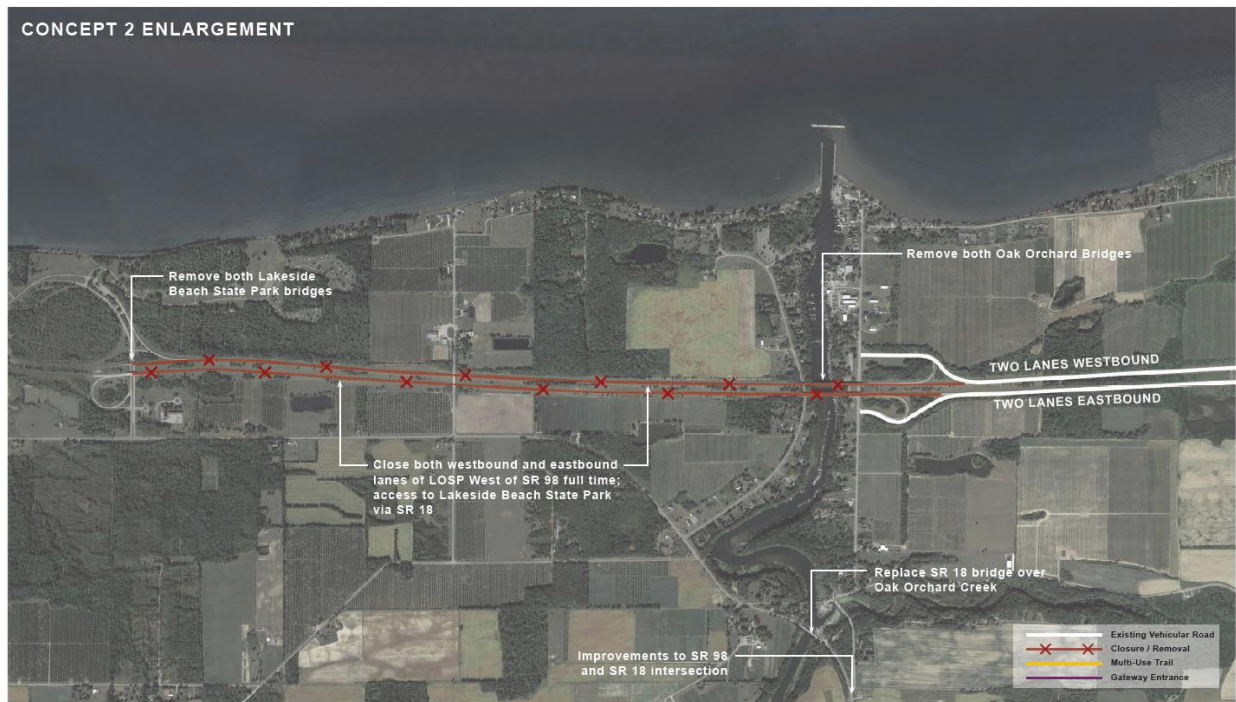 CONCEPT 2 ENLARGEMENT
Remove both Lakeside
Beach State Park bridges
Remove both Oak Orchard Bridges
TWO LANES WESTBOUND
TWO LANES EASTBOUND
Close both westbound and eastbound
lanes of LOSP West of SR 98 full time;
access to Lakeside Beach State Park
via SR 18
Replace SR 18 bridge over
Oak Orchard Creek
Improvements to SR 98
and SR 18 intersection
Existing Vehicular Road
Closure / Removal
Multi-Use Trail
Gateway Entrance